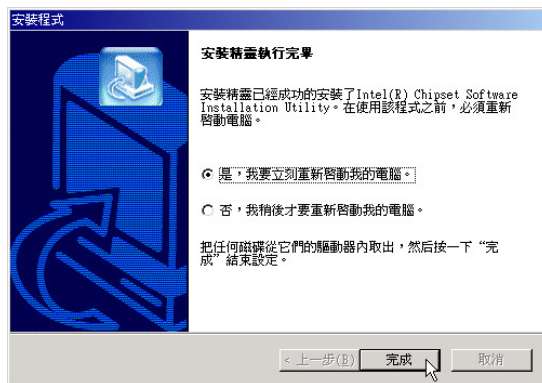 安裝程式
安裝精靈執行完畢
安裝精靈已經成功的安裝了Intel(R) Chipset Software
Installation Utility。在使用該程式之前，必須重新
啓動電腦。
是，我要立刻重新啓動我的電腦。
否，我稍後才要重新啓動我的電腦。
把任何磁碟從它們的驅動器內取出，然后按一下“完
成”結束設定。
< 上一步(B)
完成
取消